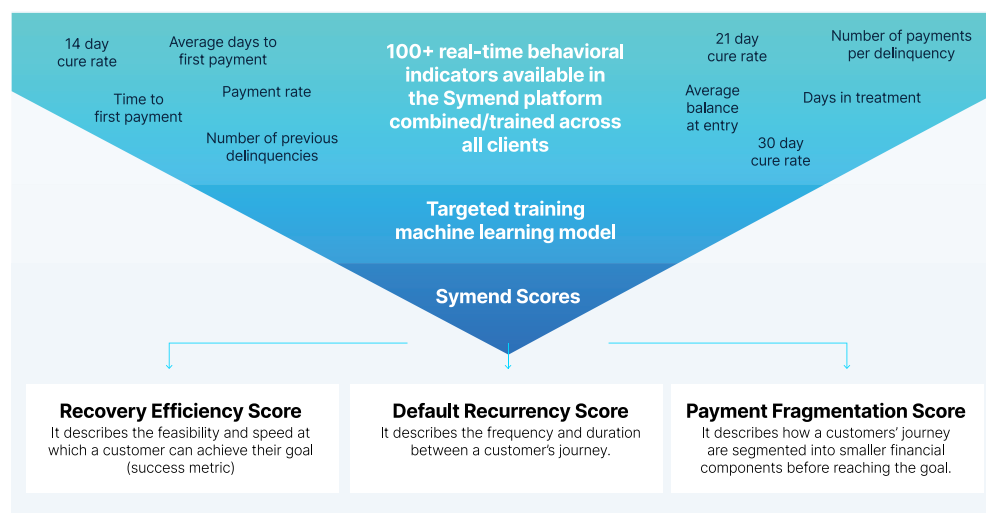 14 day
cure rate
Average days to
first payment
Time to
first payment
Payment rate
Number of previous
delinquencies
100+ real-time behavioral
indicators available in
the Symend platform
combined/trained across
all clients
21 day
cure rate
Number of payments
per delinquency
Average
balance
at entry
Days in treatment
30 day
cure rate
Targeted training
machine learning model
Symend Scores
Recovery Efficiency Score
It describes the feasibility and speed at
which a customer can achieve their goal
(success metric)
Default Recurrency Score
It describes the frequency and duration
between a customer's journey.
Payment Fragmentation Score
It describes how a customers' journey
are segmented into smaller financial
components before reaching the goal.